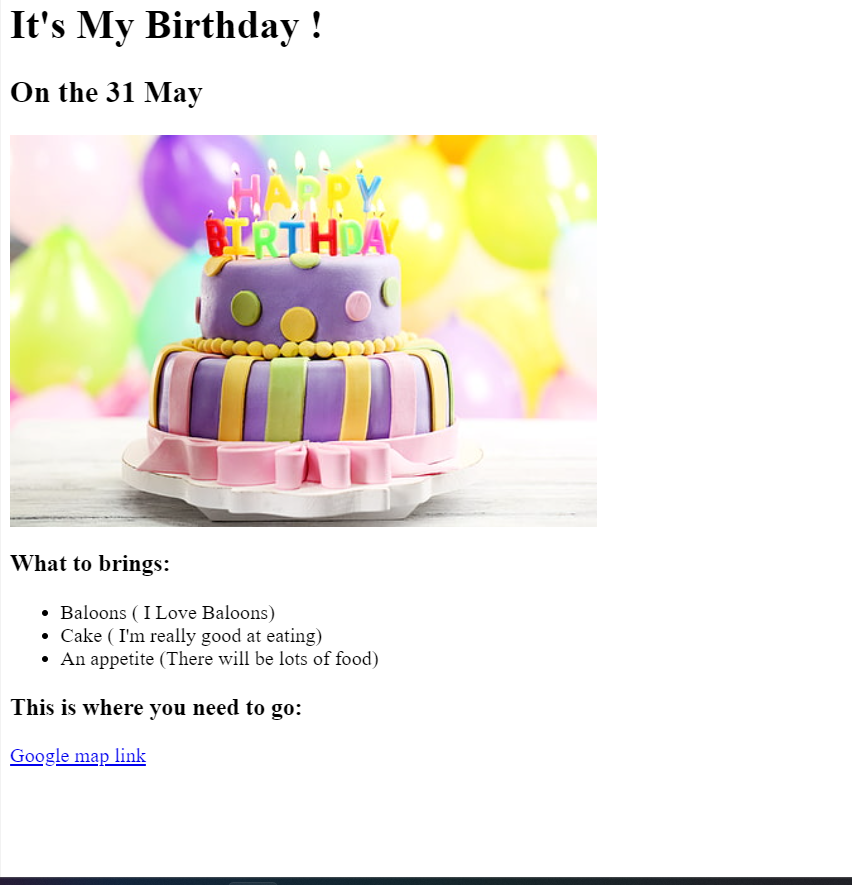 It's My Birthday !
On the 31 May
HAPPY
BIRTHDAY
What to brings:
Baloons ( I Love Baloons)
Cake ( I'm really good at eating)
An appetite (There will be lots of food)
This is where you need to go:
Google map link